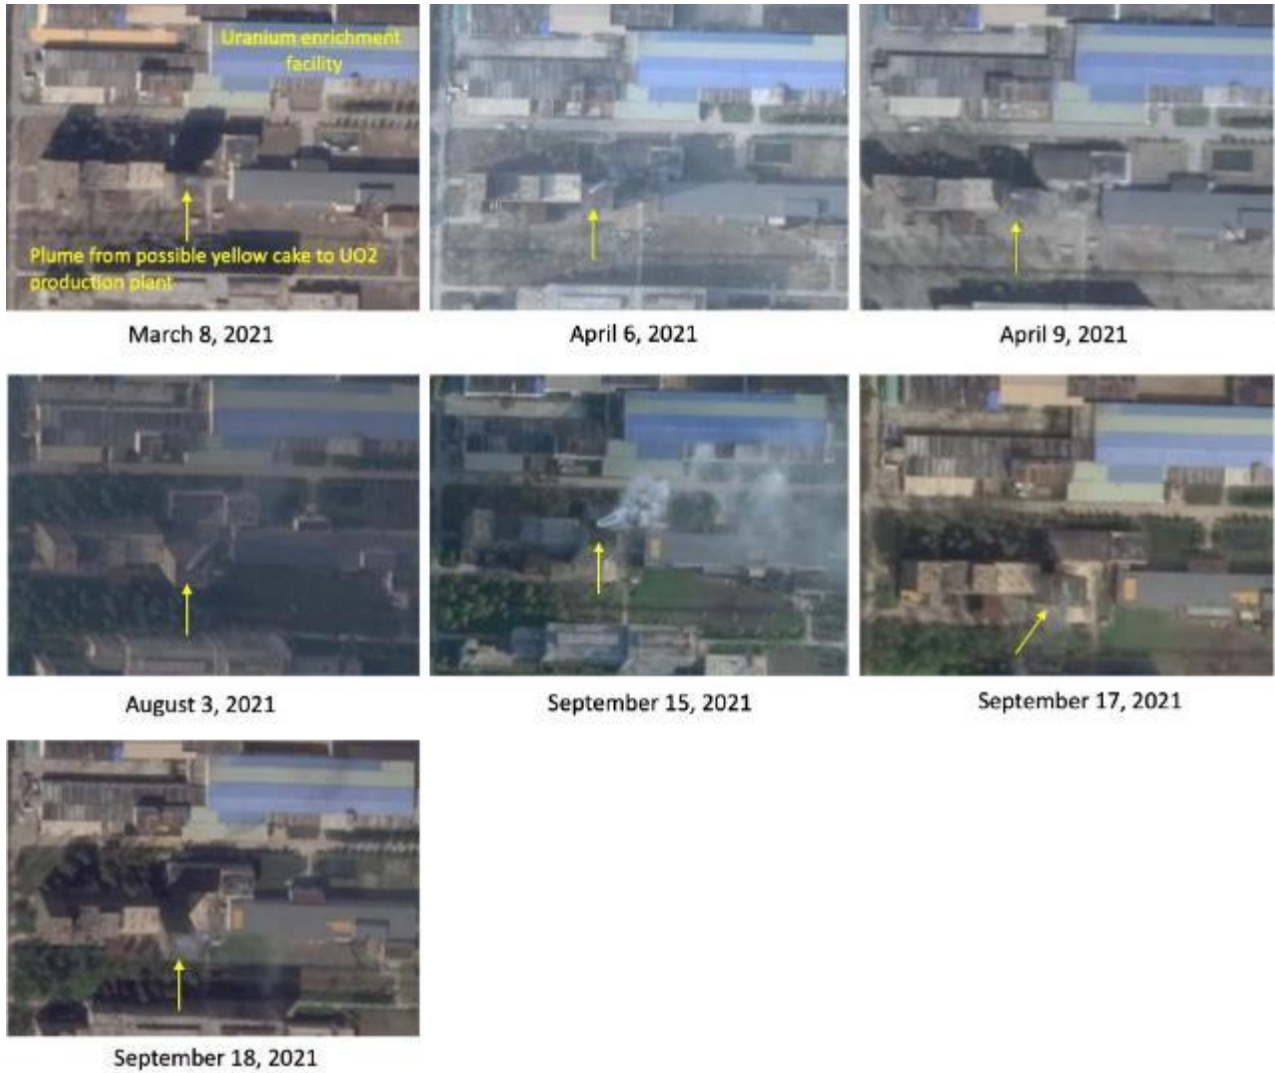 Uranium enrichment
facility
Plume from possible yellow cake to UO2
production plant
March 8, 2021
April 6, 2021
April 9, 2021
August 3, 2021
September 15, 2021
September 17, 2021
September 18, 2021